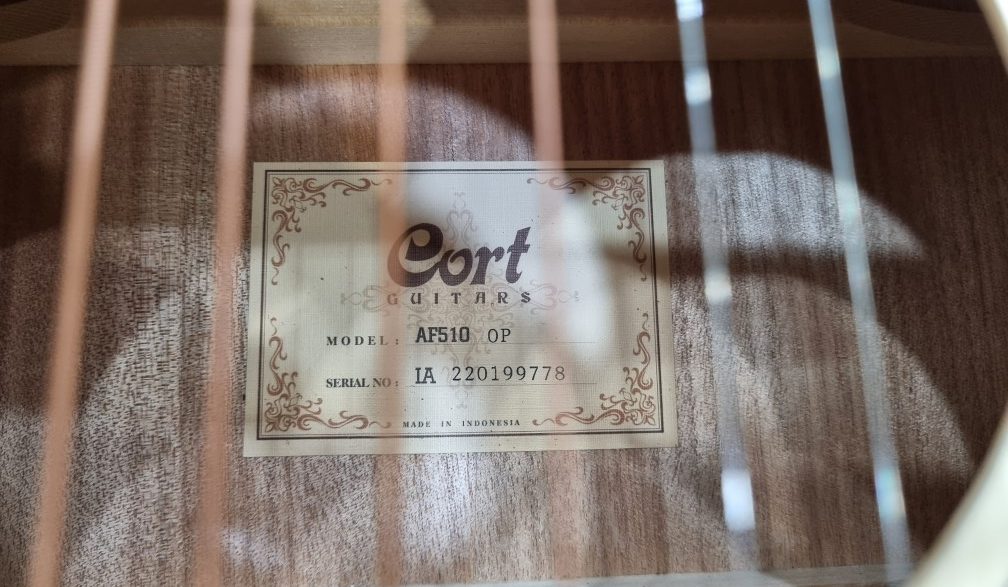 Cort
GUITARS
MODEL: AF510 OP
SERIAL NO: IA 220199778
MADE IN INDONESIA